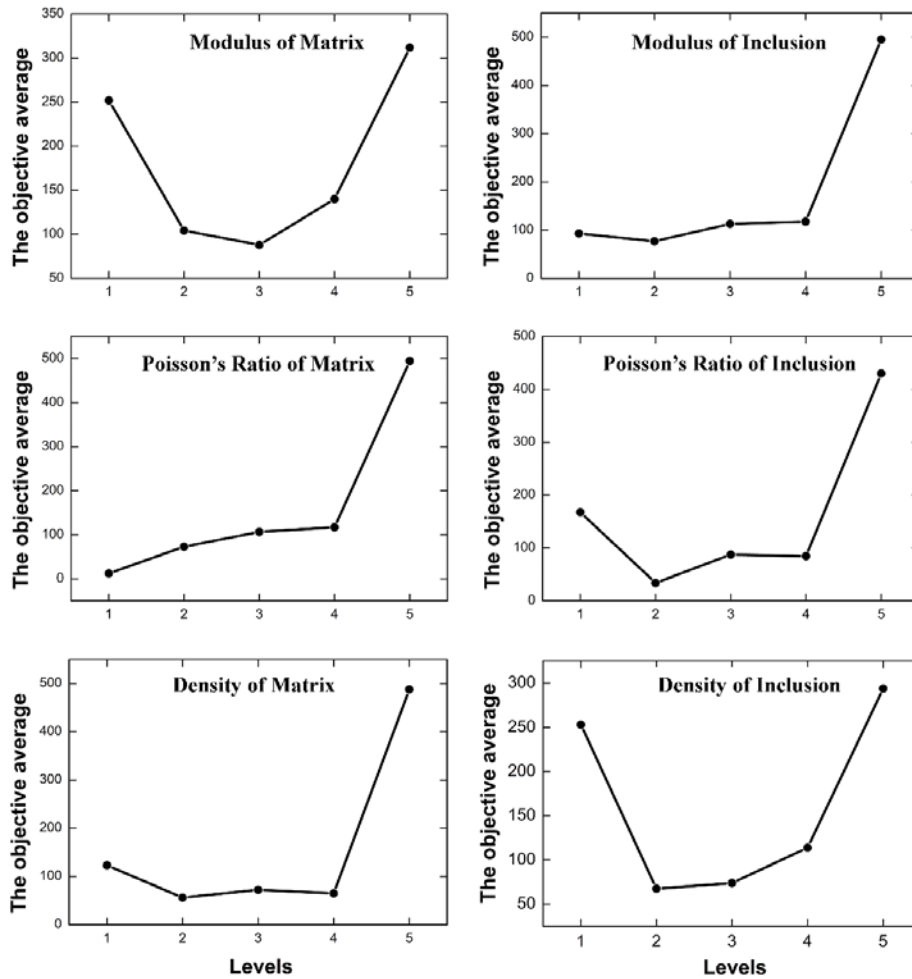 Modulus of Matrix
The objective average
350
300
250
200
150
100
50
1 2 3 4 5
Modulus of Inclusion
The objective average
500
400
300
200
100
0
1 2 3 4 5
Poisson's Ratio of Matrix
The objective average
500
400
300
200
100
0
1 2 3 4 5
Poisson's Ratio of Inclusion
The objective average
500
400
300
200
100
0
1 2 3 4 5
Density of Matrix
The objective average
500
400
300
200
100
0
1 2 3 4 5
Levels
Density of Inclusion
The objective average
300
250
200
150
100
50
1 2 3 4 5
Levels